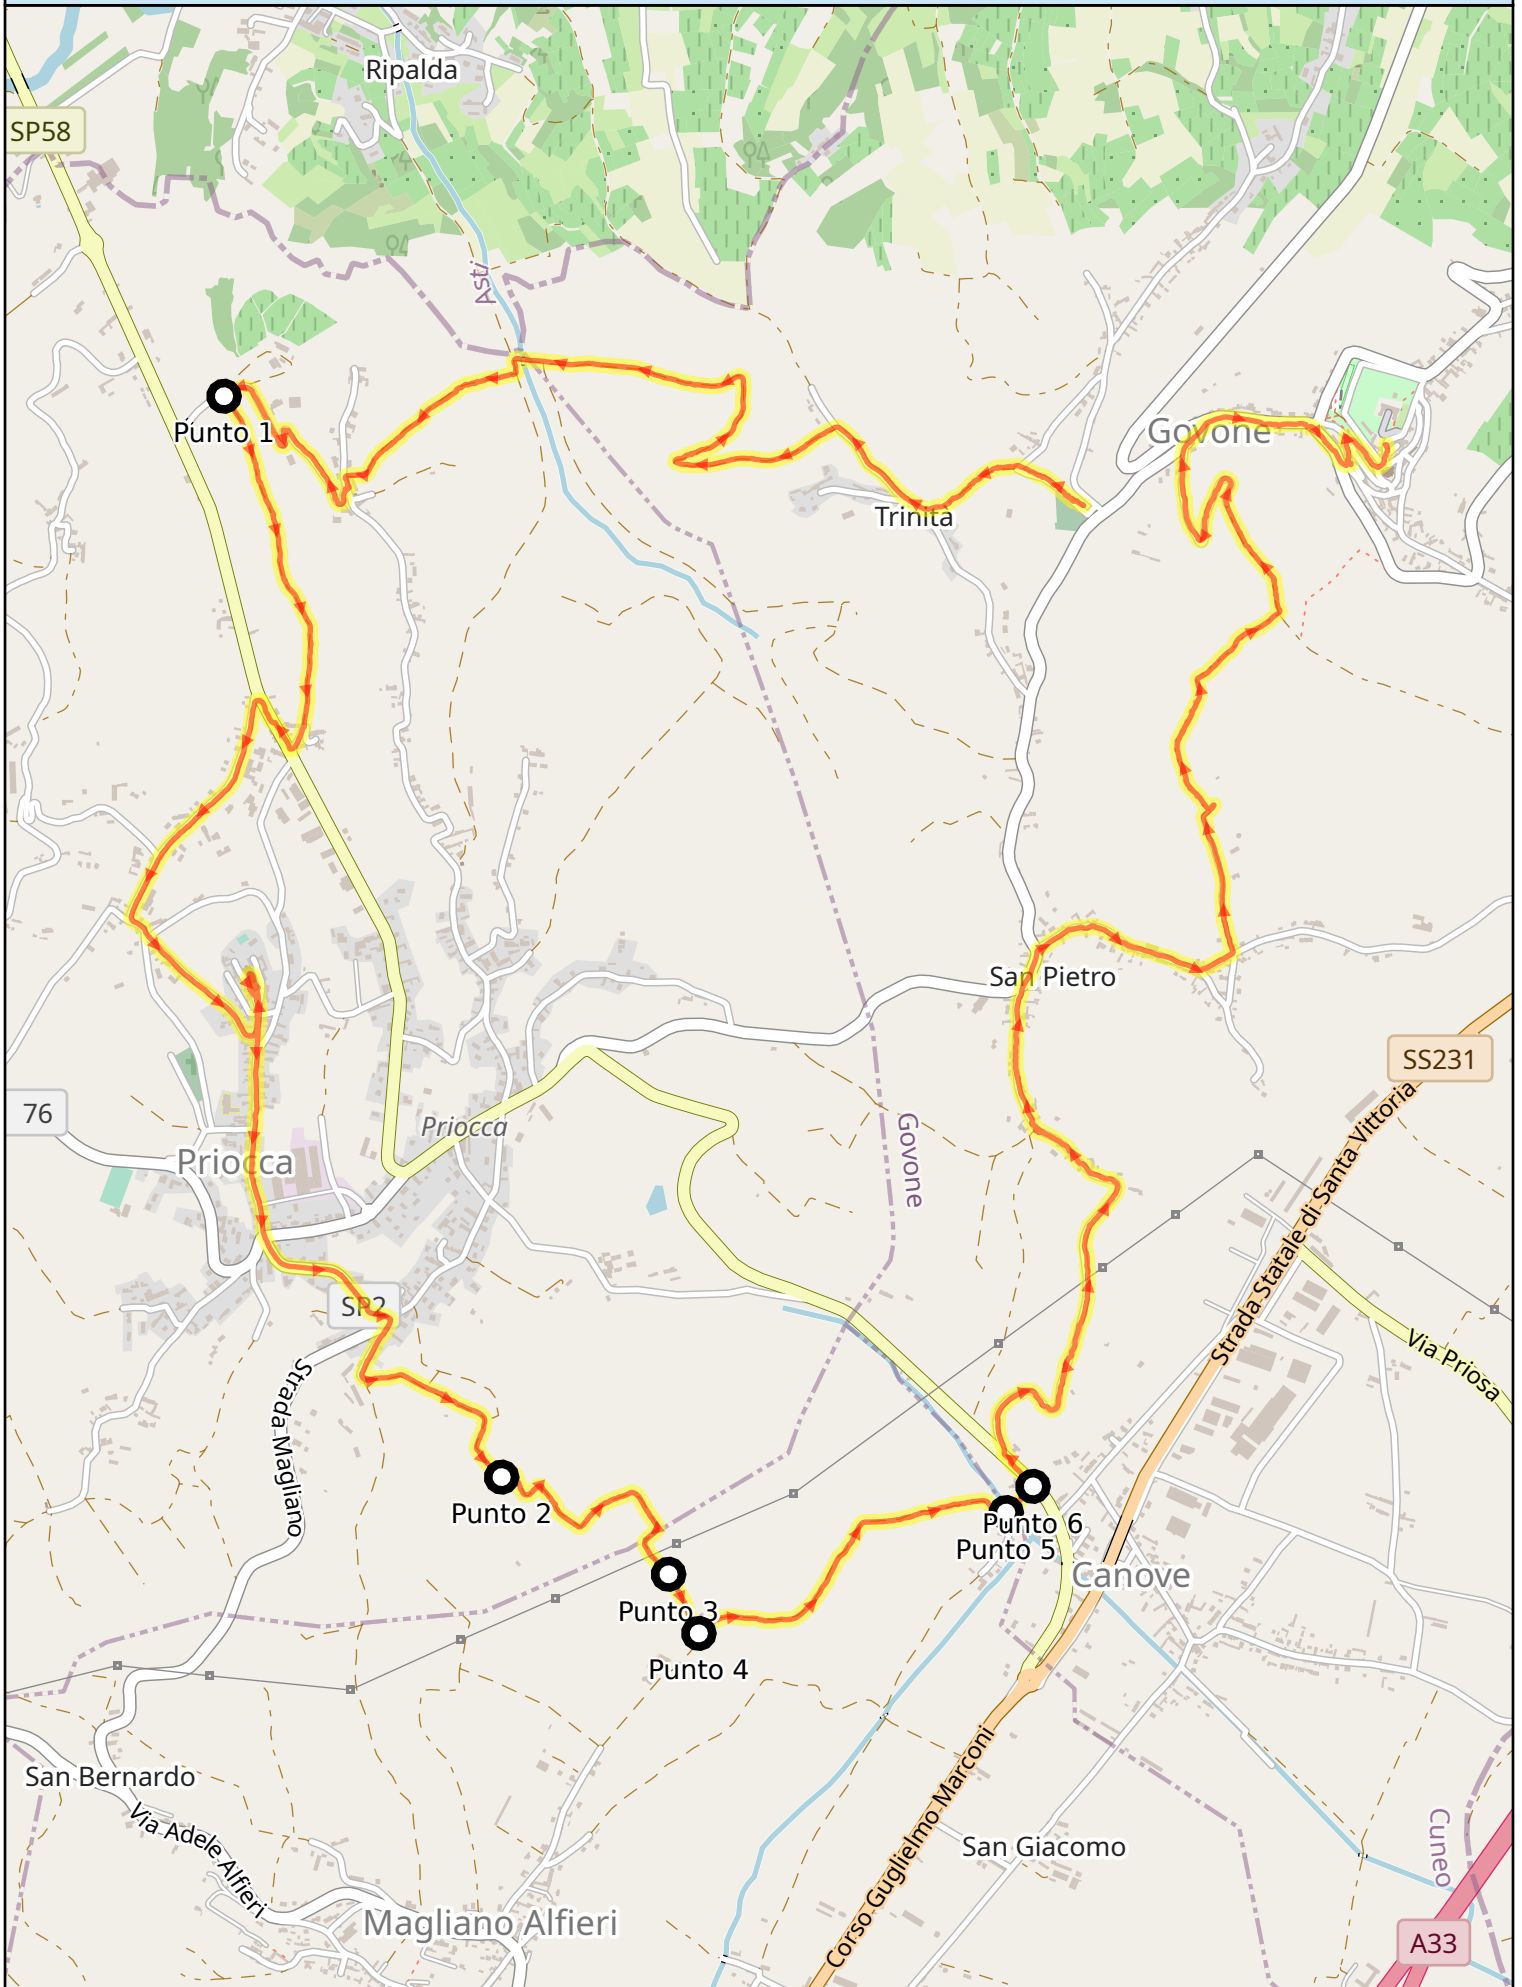 Ripalda
SP58
Asti
Punto 1
Govone
Trinità
San Pietro
SS231
76
Priocca
Govone
Priocca
Strada Statale di Santa Vittoria
SP2
Via Priosa
Strada Magliano
Punto 2
Punto 6
Punto 5
Canove
Punto 3
Punto 4
San Bernardo
Via Adele Alfieri
Corso Guglielmo Marconi
San Giacomo
Cuneo
Magliano Alfieri
A33